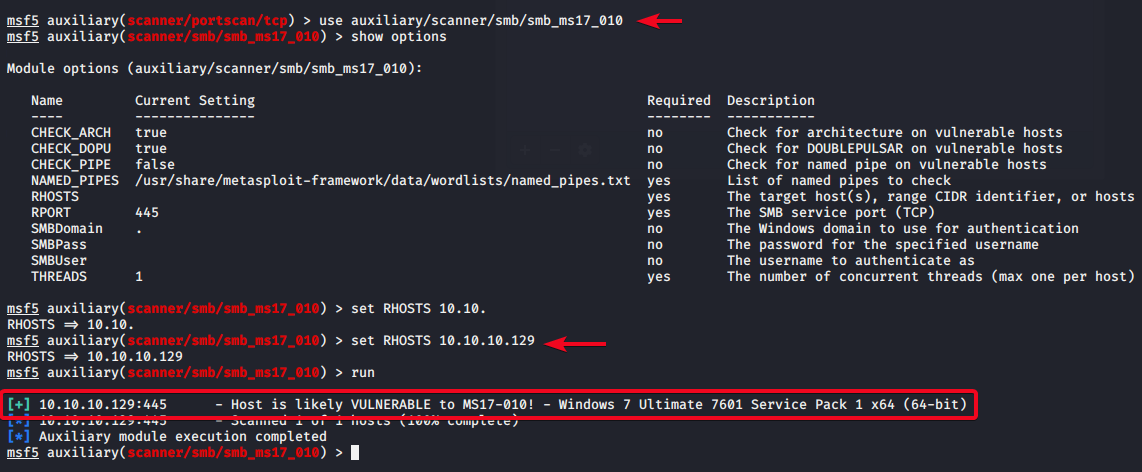 msf5 auxiliary(scanner/portscan/tcp) > use auxiliary/scanner/smb/smb_ms17_010
msf5 auxiliary(scanner/smb/smb_ms17_010) > show options
Module options (auxiliary/scanner/smb/smb_ms17_010):
Name Current Setting Required Description
---- --------------- -------- -----------
CHECK_ARCH true no Check for architecture on vulnerable hosts
CHECK_DOPU true no Check for DOUBLEPULSAR on vulnerable hosts
CHECK_PIPE false no Check for named pipe on vulnerable hosts
NAMED_PIPES /usr/share/metasploit-framework/data/wordlists/named_pipes.txt yes List of named pipes to check
RHOSTS yes The target host(s), range CIDR identifier, or hosts
RPORT 445 yes The SMB service port (TCP)
SMBDomain . no The Windows domain to use for authentication
SMBPass no The password for the specified username
SMBUser no The username to authenticate as
THREADS 1 yes The number of concurrent threads (max one per host)
msf5 auxiliary(scanner/smb/smb_ms17_010) > set RHOSTS 10.10.
RHOSTS => 10.10.
msf5 auxiliary(scanner/smb/smb_ms17_010) > set RHOSTS 10.10.10.129
RHOSTS => 10.10.10.129
msf5 auxiliary(scanner/smb/smb_ms17_010) > run
[+] 10.10.10.129:445 - Host is likely VULNERABLE to MS17-010! - Windows 7 Ultimate 7601 Service Pack 1 x64 (64-bit)
[*] 10.10.10.129:445 - Scanned 1 of 1 hosts (100% complete)
[*] Auxiliary module execution completed
msf5 auxiliary(scanner/smb/smb_ms17_010) >